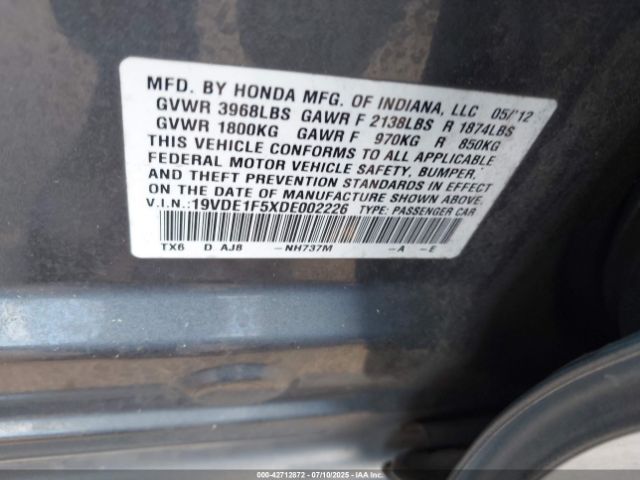 MFD. BY HONDA MFG. OF INDIANA, LLC 05/'12
GVWR 3968LBS GAWR F 2138LBS R 1874LBS
GVWR 1800KG GAWR F 970KG R 850KG
THIS VEHICLE CONFORMS TO ALL APPLICABLE
FEDERAL MOTOR VEHICLE SAFETY, BUMPER,
AND THEFT PREVENTION STANDARDS IN EFFECT
ON THE DATE OF MANUFACTURE SHOWN ABOVE.
V.I.N.:19VDE1F5XDE002226 TYPE: PASSENGER CAR
TX6 D AJ8 -NH737M -A -E
000-42712872 - 07/10/2025 - IAAI.CA